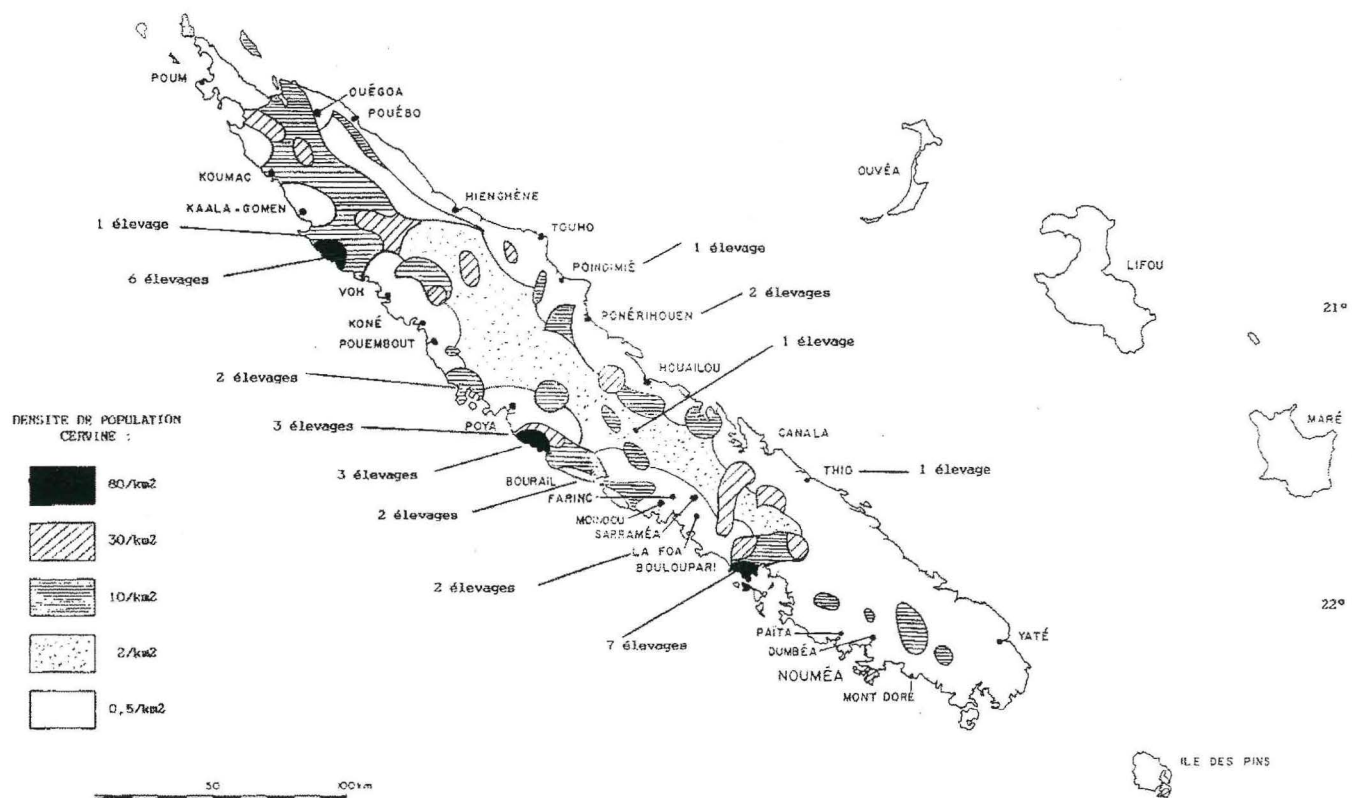 POUM
OUÉGOA
POUÉBO
KOUMAC
KAALA-GOMEN
HIENGHÈNE
TOUHO
OUVÉA
LIFOU
1 élevage
6 élevages
POINDIMIÉ
1 élevage
VOH
PONÉRIHOUEN
2 élevages
21°
KONÉ
POUEMBOUT
1 élevage
HOUAILOU
2 élevages
MARÉ
DENSITE DE POPULATION
CERVINE :
POYA
3 élevages
CANALA
3 élevages
THIO
1 élevage
80/km2
BOURAIL
FARINO
2 élevages
MOINDOU
SARRAMÉA
30/km2
LA FOA
BOULOUPARI
2 élevages
10/km2
22°
7 élevages
PAÏTA
DUMBÉA
YATÉ
2/km2
NOUMÉA
MONT DORE
0,5/km2
ILE DES PINS
50
100km